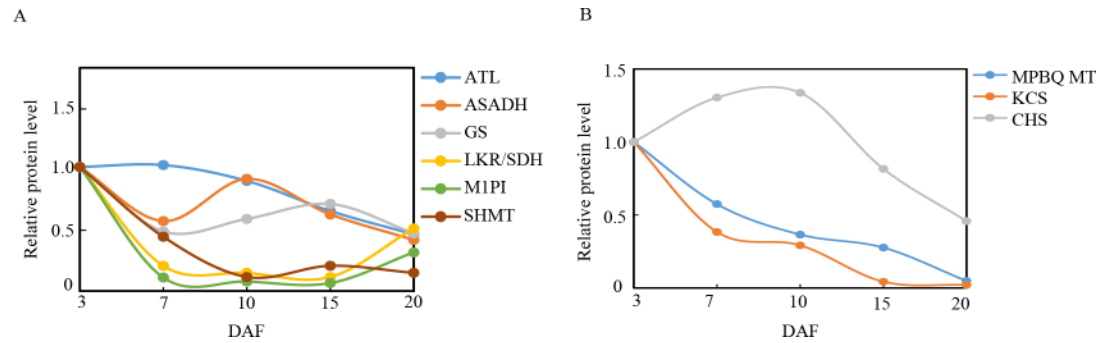 A
Relative protein level
1.5
1.0
0.5
0
3
7
10
15
20
DAF
ATL
ASADH
GS
LKR/SDH
M1PI
SHMT
B
Relative protein level
1.5
1.0
0.5
0
3
7
10
15
20
DAF
MPBQ MT
KCS
CHS